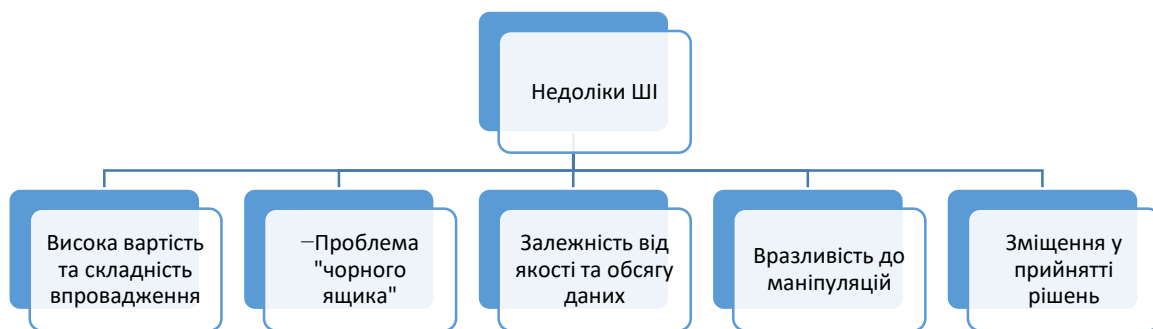 Недоліки ШІ
Висока вартість
та складність
впровадження
−Проблема
"чорного
ящика"
Залежність від
якості та обсягу
даних
Вразливість до
маніпуляцій
Зміщення у
прийнятті
рішень